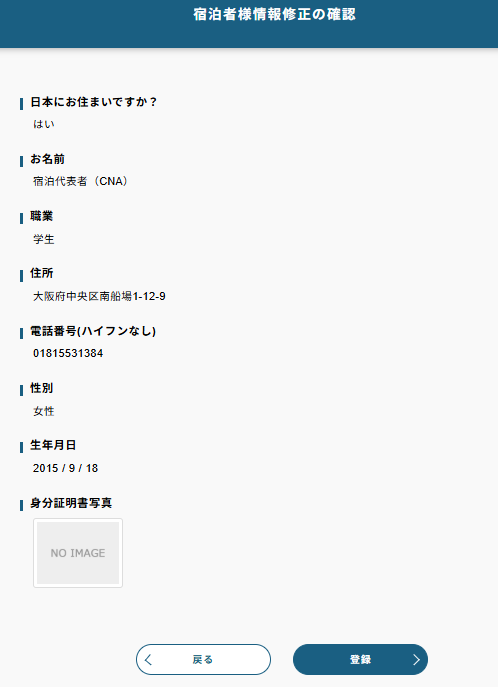 宿泊者様情報修正の確認
日本にお住まいですか？
はい
お名前
宿泊代表者（CNA）
職業
学生
住所
大阪府中央区南船場1-12-9
電話番号(ハイフンなし)
01815531384
性別
女性
生年月日
2015 / 9 / 18
身分証明書写真
NO IMAGE
戻る
登録